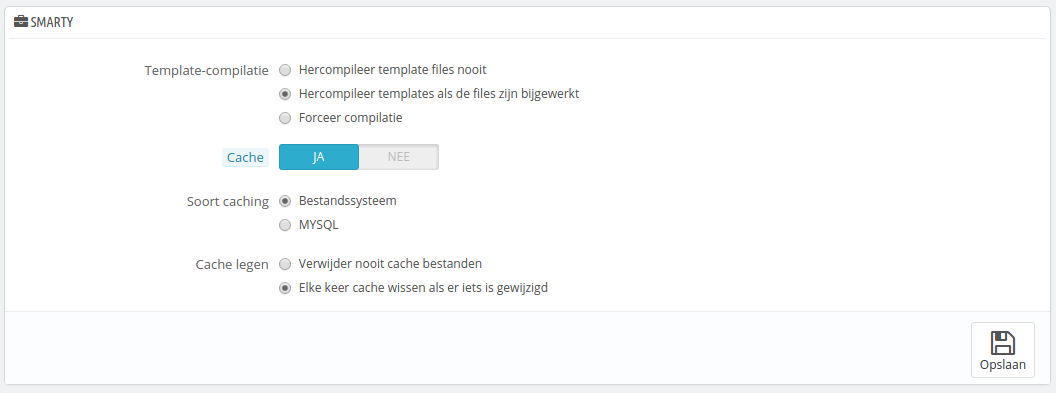 SMARTY
Template-compilatie
Hercompileer template files nooit
Hercompileer templates als de files zijn bijgewerkt
Forceer compilatie
Cache
JA NEE
Soort caching
Bestandssysteem
MYSQL
Cache legen
Verwijder nooit cache bestanden
Elke keer cache wissen als er iets is gewijzigd
Opslaan